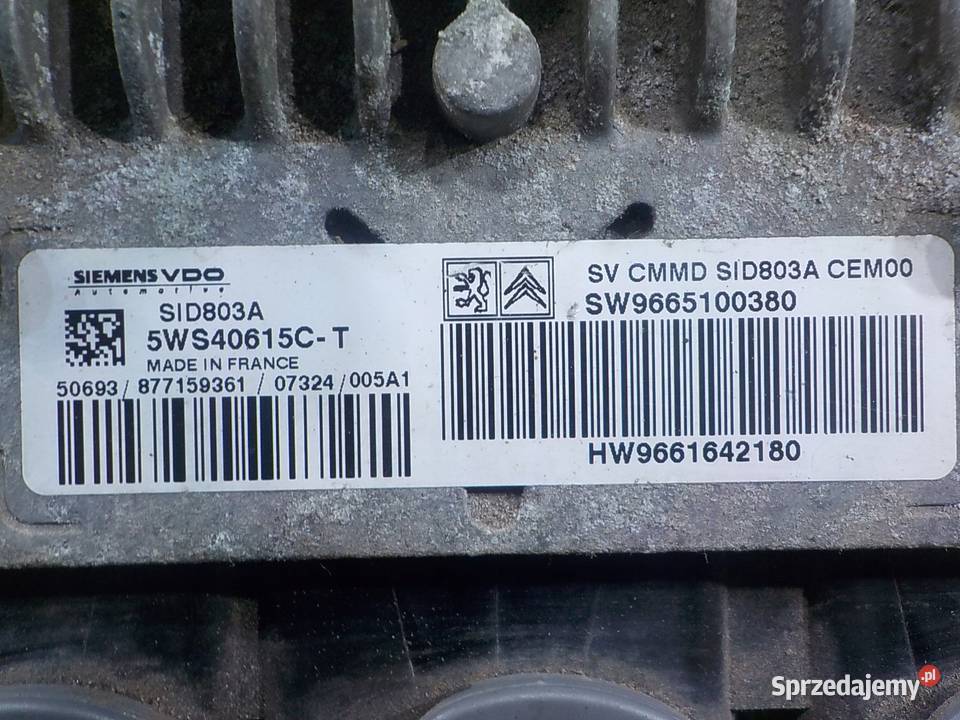 SIEMENS VDO
Automotive
SID803A
5WS40615C-T
MADE IN FRANCE
50693/877159361/07324/005A1
SV CMMD SID803A CEM00
SW9665100380
HW9661642180
Sprzedajemy.pl